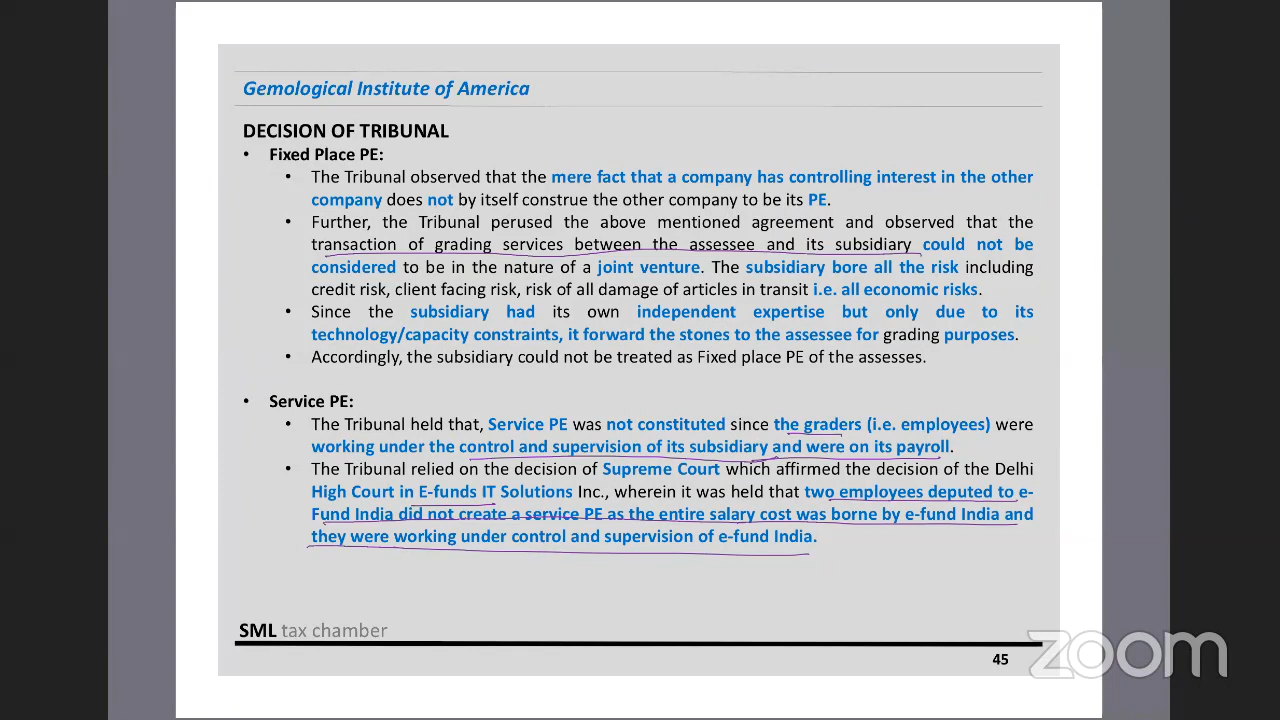 Gemological Institute of America
DECISION OF TRIBUNAL
• Fixed Place PE:
• The Tribunal observed that the mere fact that a company has controlling interest in the other
company does not by itself construe the other company to be its PE.
• Further, the Tribunal perused the above mentioned agreement and observed that the
transaction of grading services between the assessee and its subsidiary could not be
considered to be in the nature of a joint venture. The subsidiary bore all the risk including
credit risk, client facing risk, risk of all damage of articles in transit i.e. all economic risks.
• Since the subsidiary had its own independent expertise but only due to its
technology/capacity constraints, it forward the stones to the assessee for grading purposes.
• Accordingly, the subsidiary could not be treated as Fixed place PE of the assesses.
• Service PE:
• The Tribunal held that, Service PE was not constituted since the graders (i.e. employees) were
working under the control and supervision of its subsidiary and were on its payroll.
• The Tribunal relied on the decision of Supreme Court which affirmed the decision of the Delhi
High Court in E-funds IT Solutions Inc., wherein it was held that two employees deputed to e-
Fund India did not create a service PE as the entire salary cost was borne by e-fund India and
they were working under control and supervision of e-fund India.
SML tax chamber
45
zoom